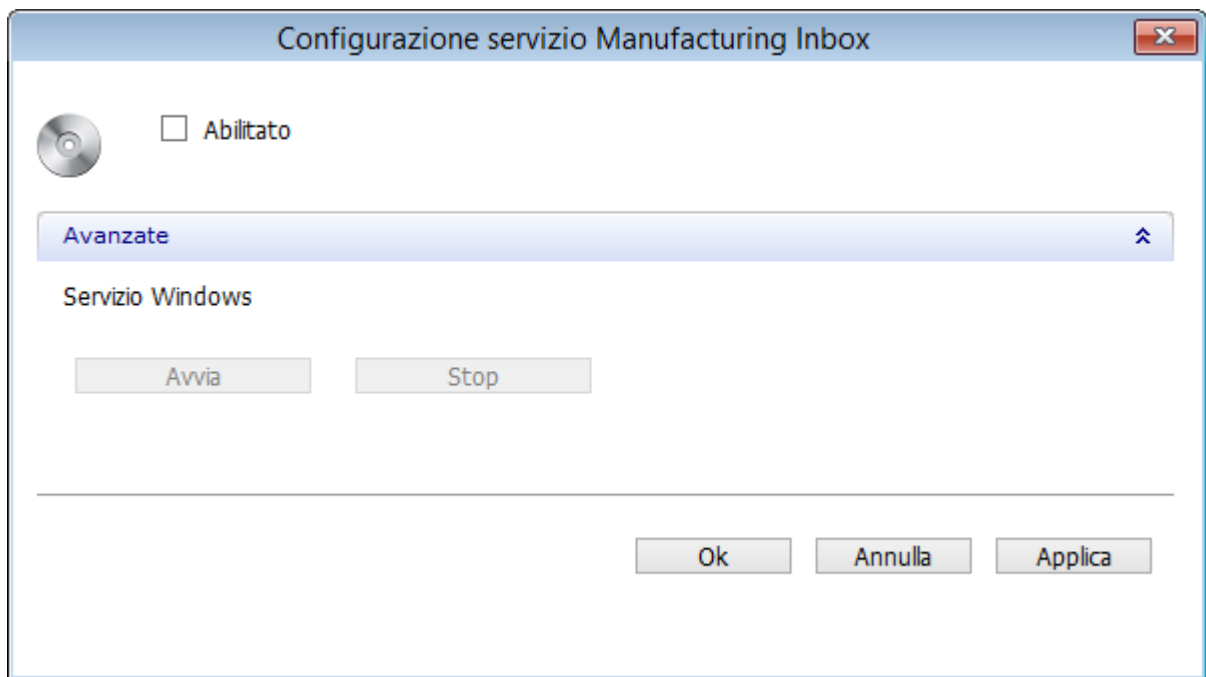 Configurazione servizio Manufacturing Inbox
Abilitato
Avanzate
Servizio Windows
Avvia Stop
Ok Annulla Applica